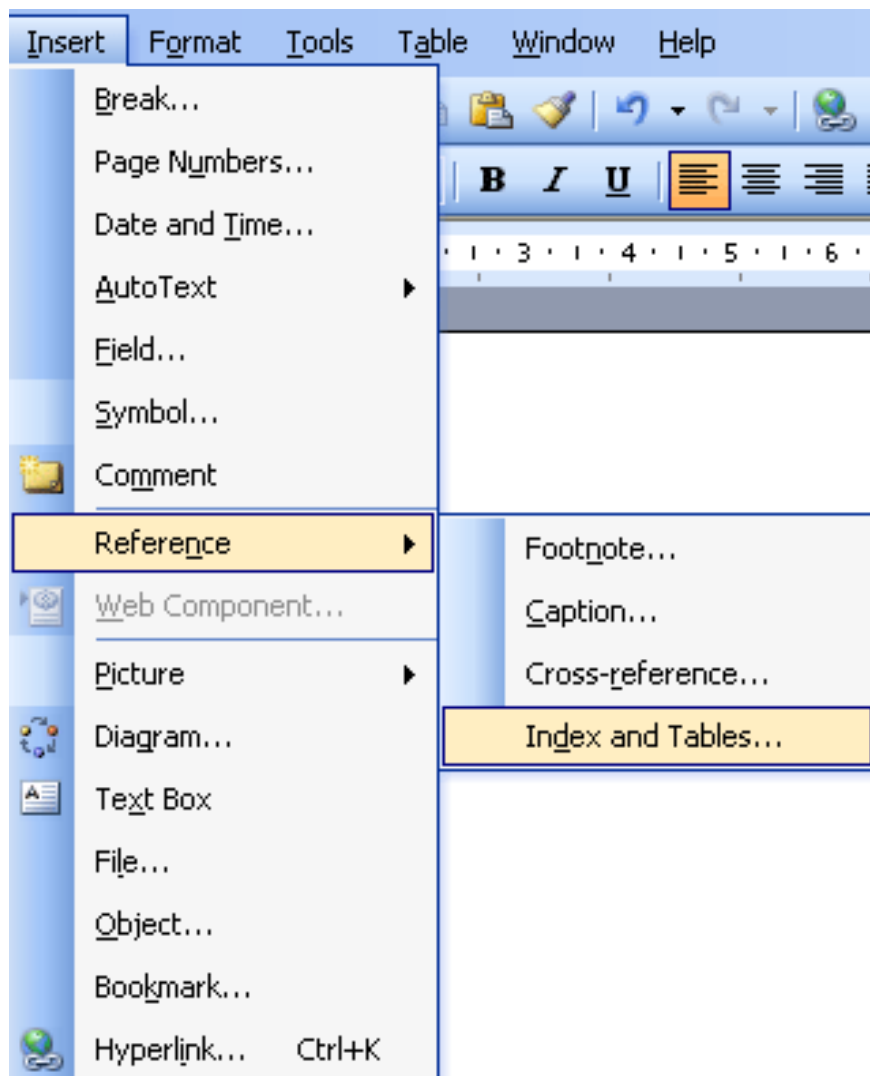 Insert Format Tools Table Window Help
Break...
Page Numbers...
B I U
Date and Time...
3 4 5 6
AutoText
Field...
Symbol...
Comment
Reference
Footnote...
Web Component...
Caption...
Picture
Cross-reference...
Diagram...
Index and Tables...
Text Box
File...
Object...
Bookmark...
Hyperlink... Ctrl+K